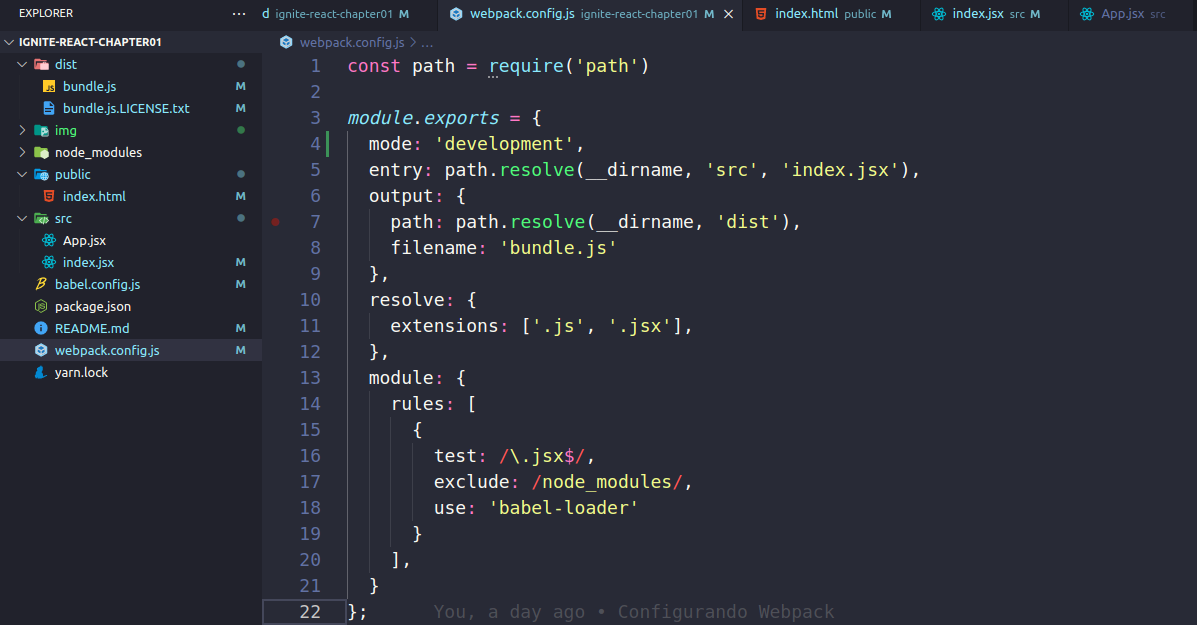 EXPLORER ...
IGNITE-REACT-CHAPTER01
dist
bundle.js M
bundle.js.LICENSE.txt M
img
node_modules
public
index.html M
src
App.jsx
index.jsx M
babel.config.js M
package.json
README.md M
webpack.config.js M
yarn.lock
d ignite-react-chapter01 M
webpack.config.js ignite-react-chapter01 M
index.html public M
index.jsx src M
App.jsx src
webpack.config.js > ...
1 const path = require('path')
2
3 module.exports = {
4 mode: 'development',
5 entry: path.resolve(__dirname, 'src', 'index.jsx'),
6 output: {
7 path: path.resolve(__dirname, 'dist'),
8 filename: 'bundle.js'
9 },
10 resolve: {
11 extensions: ['.js', '.jsx'],
12 },
13 module: {
14 rules: [
15 {
16 test: /\.jsx$/,
17 exclude: /node_modules/,
18 use: 'babel-loader'
19 }
20 ],
21 }
22 }; You, a day ago • Configurando Webpack